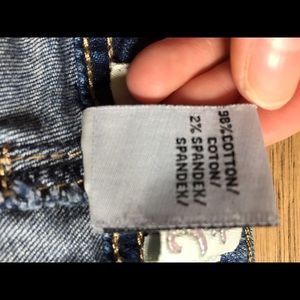 98% COTTON/
COTON/
2% SPANDEX/
SPANDEX/